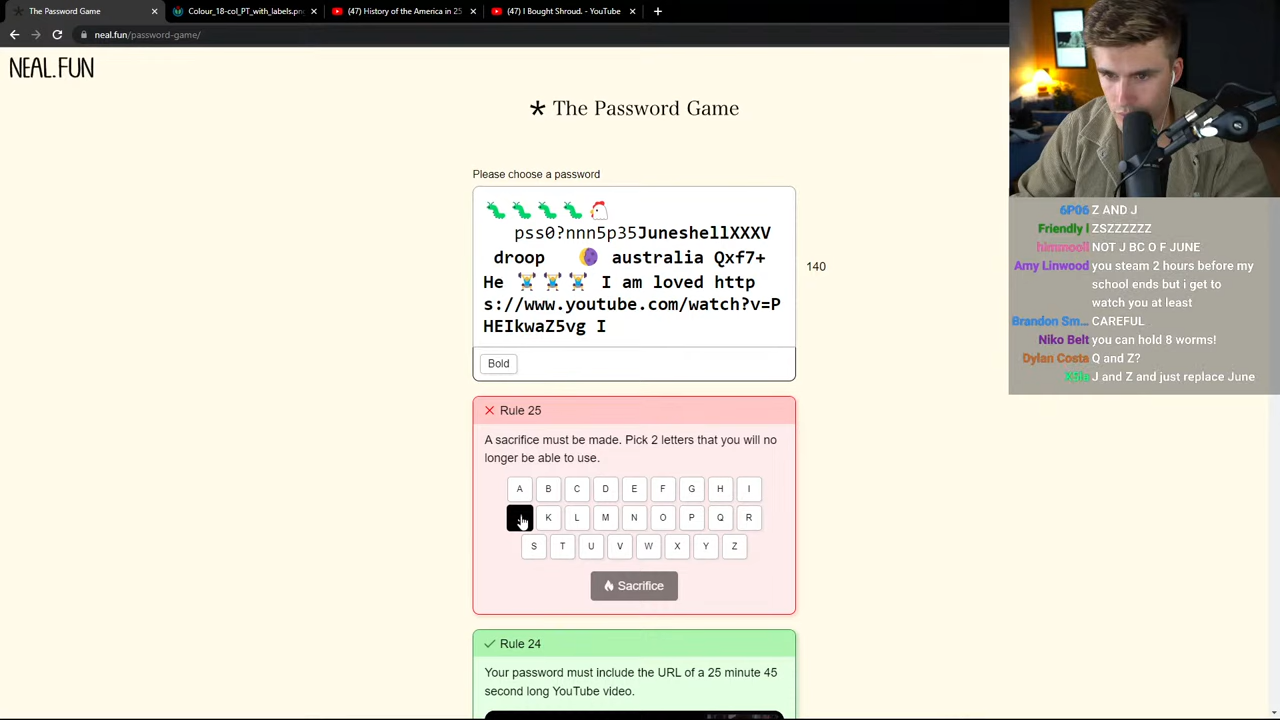 The Password Game
Colour_18-col_PT_with_labels.pn
(47) History of the America in 25
(47) I Bought Shroud. - YouTube
neal.fun/password-game/
NEAL.FUN
* The Password Game
Please choose a password
pss0?nnn5p35JuneshellXXXV
droop australia Qxf7+
He I am loved http
s://www.youtube.com/watch?v=P
HEIkwaZ5vg I
140
Bold
Rule 25
A sacrifice must be made. Pick 2 letters that you will no
longer be able to use.
A B C D E F G H I
K L M N O P Q R
S T U V W X Y Z
Sacrifice
Rule 24
Your password must include the URL of a 25 minute 45
second long YouTube video.
6P06 Z AND J
Friendly l ZSZZZZZZ
NOT J BC O F JUNE
Amy Linwood you steam 2 hours before my
school ends but i get to
watch you at least
Brandon Sm... CAREFUL
Niko Belt you can hold 8 worms!
Dylan Costa Q and Z?
J and Z and just replace June